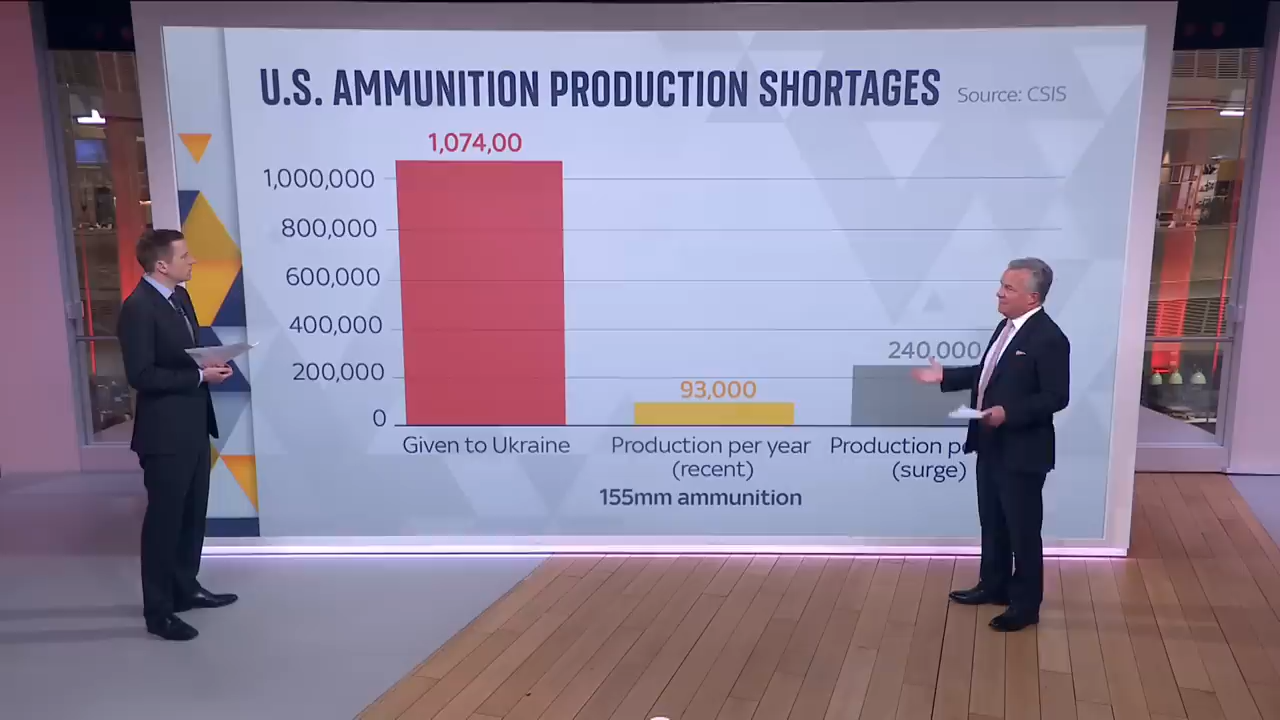 U.S. AMMUNITION PRODUCTION SHORTAGES
Source: CSIS
1,074,00
1,000,000
800,000
600,000
400,000
240,000
200,000
93,000
0
Given to Ukraine
Production per year
(recent)
Production
(surge)
155mm ammunition